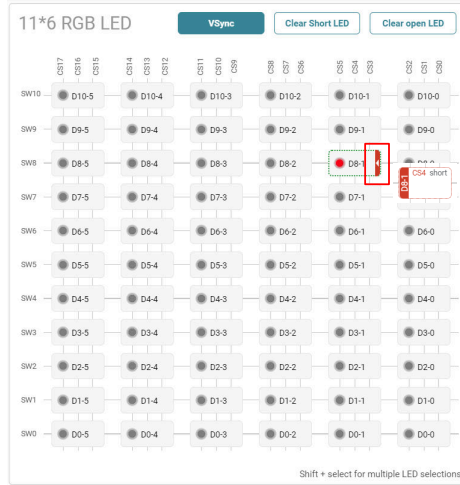 11*6 RGB LED
VSync
Clear Short LED
Clear open LED
CS17 CS16 CS15 CS14 CS13 CS12 CS11 CS10 CS9 CS8 CS7 CS6 CS5 CS4 CS3 CS2 CS1 CS0
SW10 D10-5 D10-4 D10-3 D10-2 D10-1 D10-0
SW9 D9-5 D9-4 D9-3 D9-2 D9-1 D9-0
SW8 D8-5 D8-4 D8-3 D8-2 D8-1
D8-1 CS4 short
SW7 D7-5 D7-4 D7-3 D7-2 D7-1
SW6 D6-5 D6-4 D6-3 D6-2 D6-1 D6-0
SW5 D5-5 D5-4 D5-3 D5-2 D5-1 D5-0
SW4 D4-5 D4-4 D4-3 D4-2 D4-1 D4-0
SW3 D3-5 D3-4 D3-3 D3-2 D3-1 D3-0
SW2 D2-5 D2-4 D2-3 D2-2 D2-1 D2-0
SW1 D1-5 D1-4 D1-3 D1-2 D1-1 D1-0
SW0 D0-5 D0-4 D0-3 D0-2 D0-1 D0-0
Shift + select for multiple LED selections